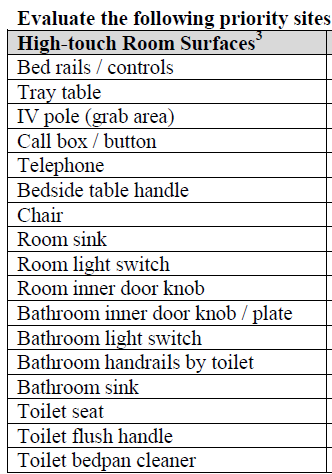 Evaluate the following priority sites
High-touch Room Surfaces³
Bed rails / controls
Tray table
IV pole (grab area)
Call box / button
Telephone
Bedside table handle
Chair
Room sink
Room light switch
Room inner door knob
Bathroom inner door knob / plate
Bathroom light switch
Bathroom handrails by toilet
Bathroom sink
Toilet seat
Toilet flush handle
Toilet bedpan cleaner